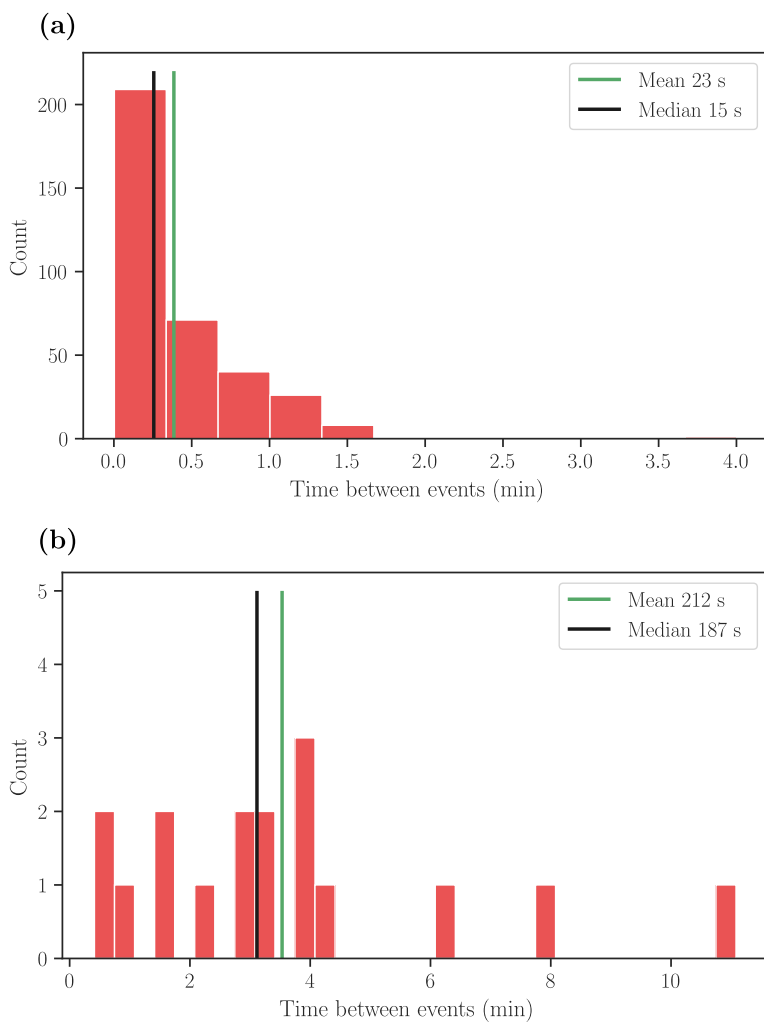 (a)
Mean 23 s
Median 15 s
200
150
100
50
0
Count
0.0 0.5 1.0 1.5 2.0 2.5 3.0 3.5 4.0
Time between events (min)
(b)
Mean 212 s
Median 187 s
5
4
3
2
1
0
Count
0 2 4 6 8 10
Time between events (min)